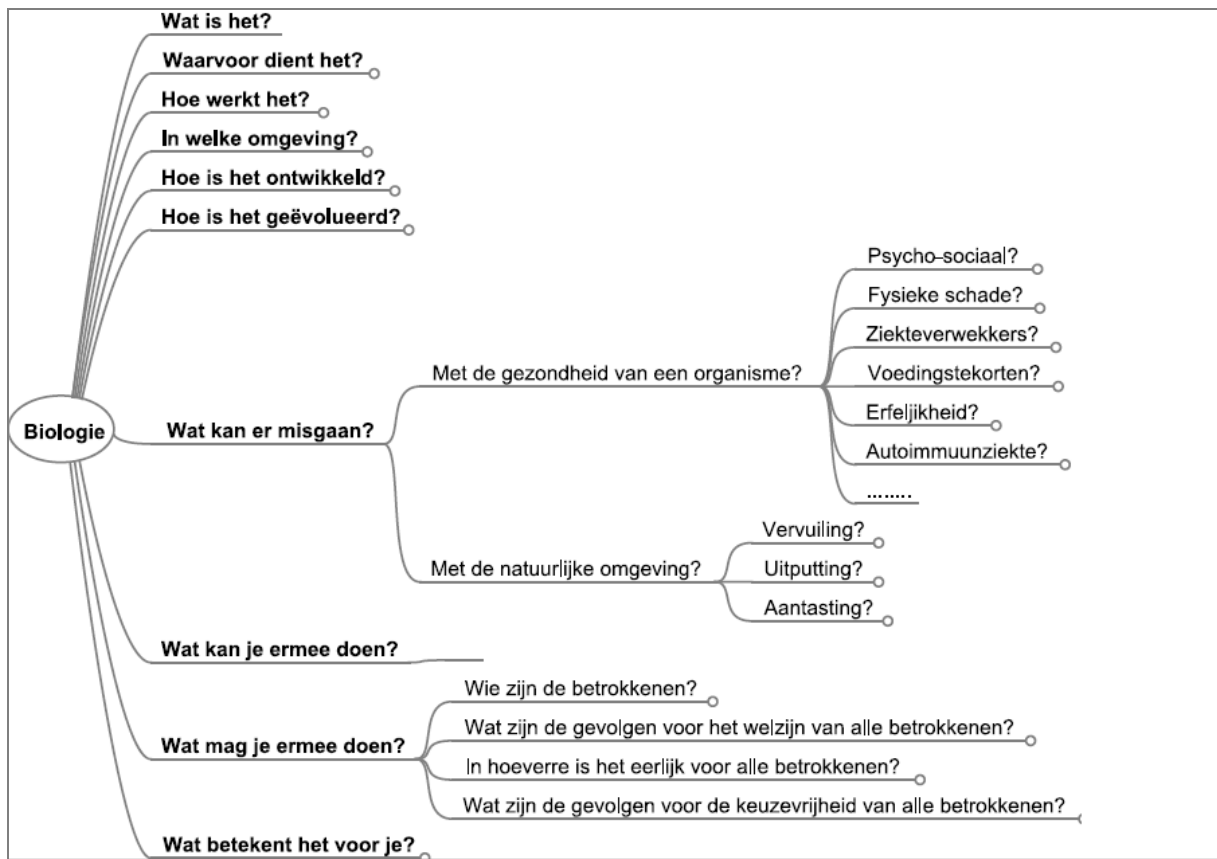 Wat is het?
Waarvoor dient het?
Hoe werkt het?
In welke omgeving?
Hoe is het ontwikkeld?
Hoe is het geëvolueerd?
Psycho-sociaal?
Fysieke schade?
Ziekteverwekkers?
Met de gezondheid van een organisme?
Voedingstekorten?
Erfeljikheid?
Biologie
Wat kan er misgaan?
Autoimmuunziekte?
........
Vervuiling?
Met de natuurlijke omgeving?
Uitputting?
Aantasting?
Wat kan je ermee doen?
Wie zijn de betrokkenen?
Wat zijn de gevolgen voor het welzijn van alle betrokkenen?
Wat mag je ermee doen?
In hoeverre is het eerlijk voor alle betrokkenen?
Wat zijn de gevolgen voor de keuzevrijheid van alle betrokkenen?
Wat betekent het voor je?